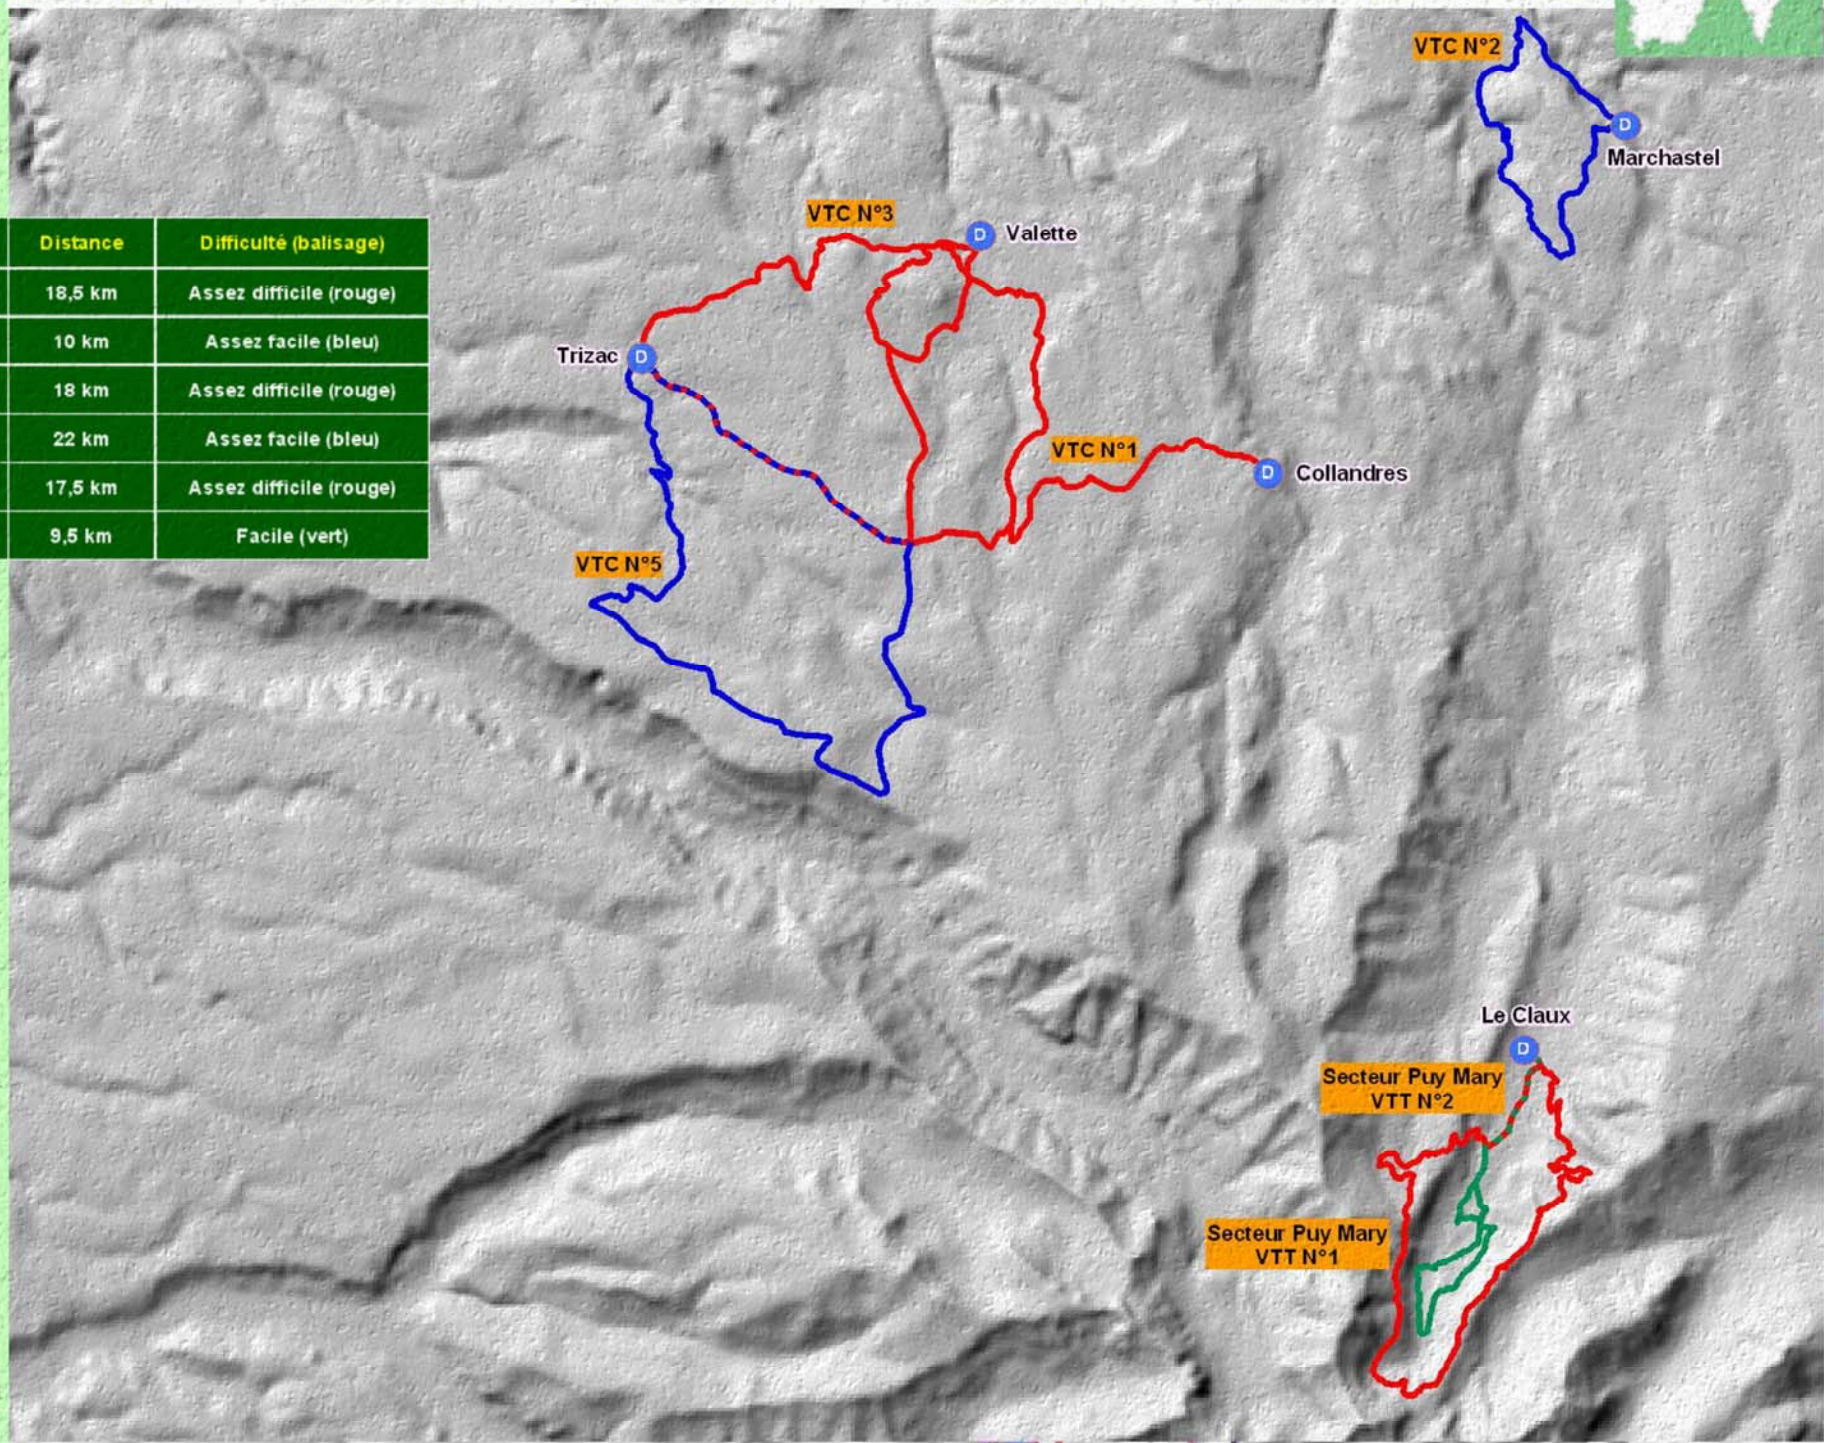 VTC N°2
D
Marchastel
VTC N°3
D
Valette
Distance Difficulté (balisage)
18,5 km Assez difficile (rouge)
10 km Assez facile (bleu)
18 km Assez difficile (rouge)
22 km Assez facile (bleu)
17,5 km Assez difficile (rouge)
9,5 km Facile (vert)
Trizac
D
VTC N°1
D
Collandres
VTC N°5
Le Claux
D
Secteur Puy Mary
VTT N°2
Secteur Puy Mary
VTT N°1